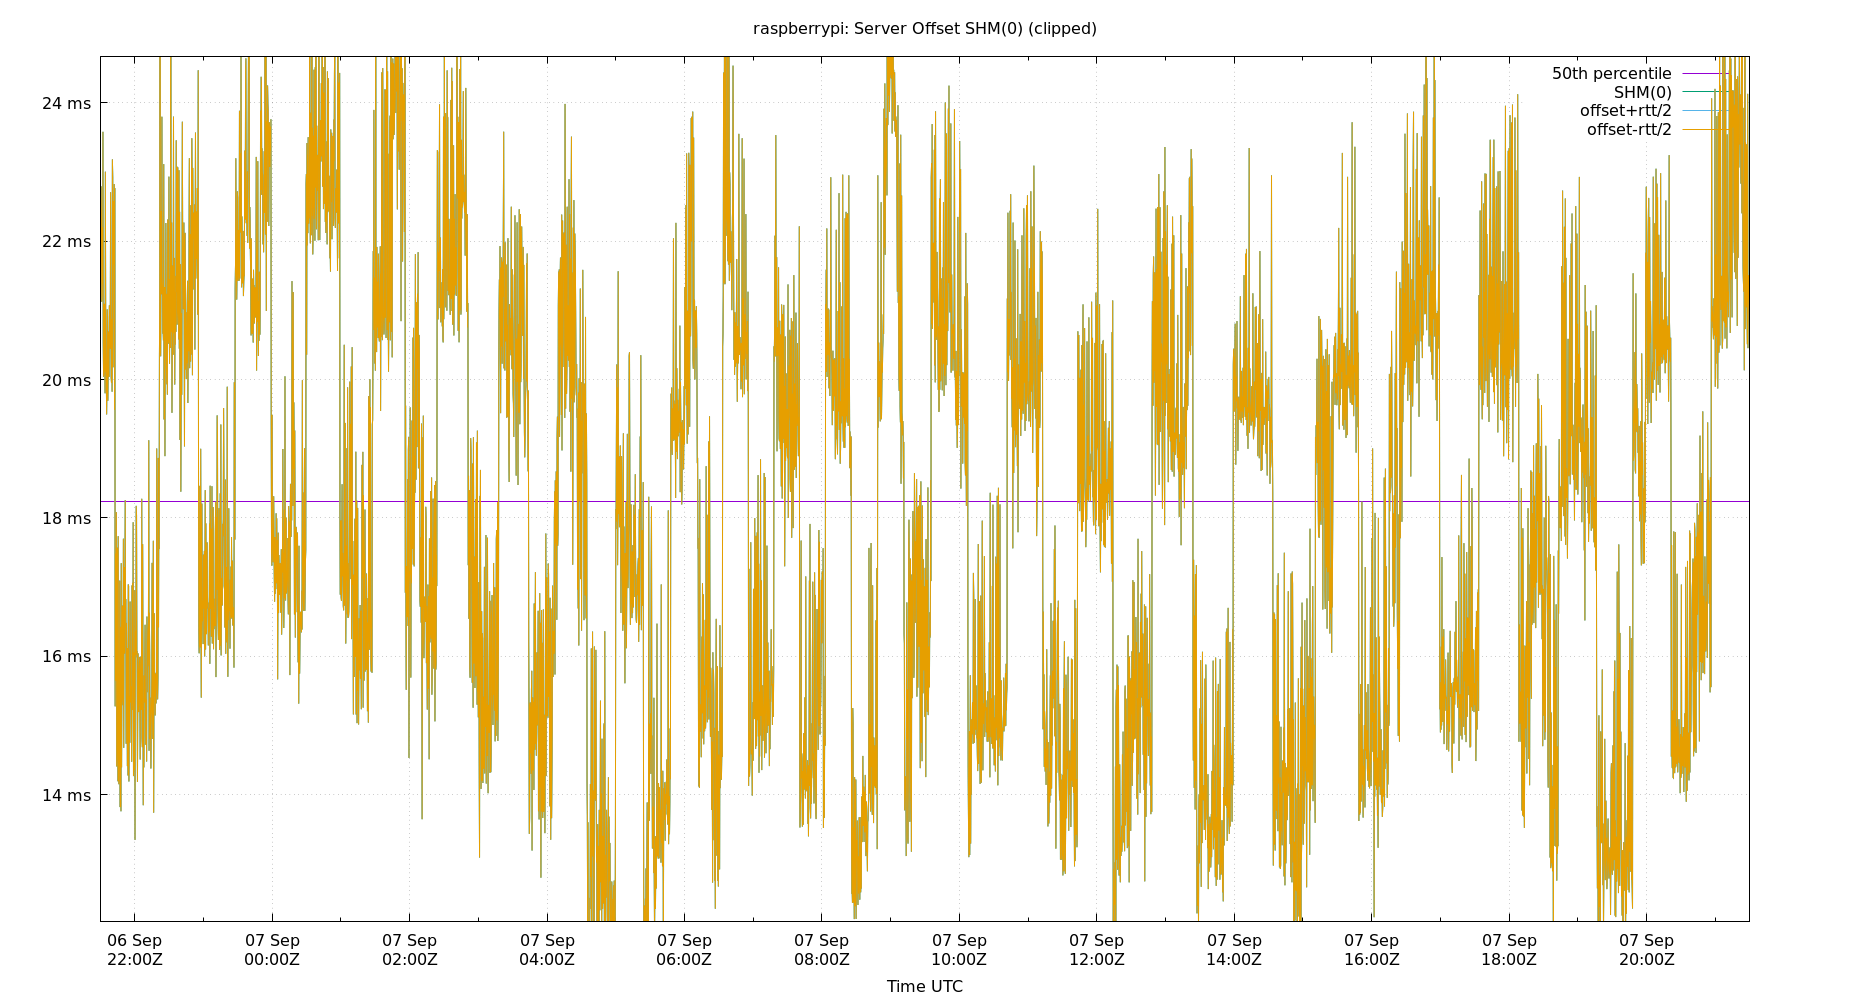 raspberrypi: Server Offset SHM(0) (clipped)
50th percentile
SHM(0)
offset+rtt/2
offset-rtt/2
24 ms
22 ms
20 ms
18 ms
16 ms
14 ms
06 Sep 07 Sep 07 Sep 07 Sep 07 Sep 07 Sep 07 Sep 07 Sep 07 Sep 07 Sep 07 Sep 07 Sep
22:00Z 00:00Z 02:00Z 04:00Z 06:00Z 08:00Z 10:00Z 12:00Z 14:00Z 16:00Z 18:00Z 20:00Z
Time UTC